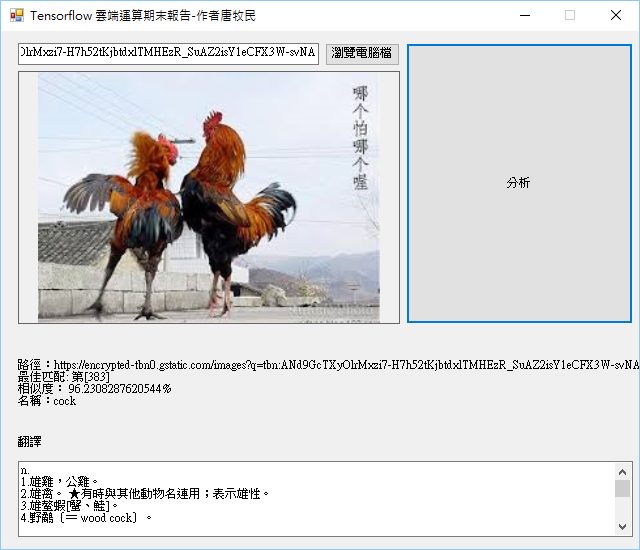 Tensorflow 雲端運算期末報告-作者唐牧民
OlrMxzi7-H7h52tKjbtdxlTMHEzR_SuAZ2isY1eCFX3W-svNA
瀏覽電腦檔
哪个怕哪个喔
分析
路徑：https://encrypted-tbn0.gstatic.com/images?q=tbn:ANd9GcTXyOlrMxzi7-H7h52tKjbtdxlTMHEzR_SuAZ2isY1eCFX3W-svNA
最佳匹配: 第[383]
相似度： 96.2308287620544%
名稱：cock
翻譯
n.
1.雄雞，公雞。
2.雄禽。 ★有時與其他動物名連用；表示雄性。
3.雄螯蝦[蟹、鮭]。
4.野鷸〔＝ wood cock〕。